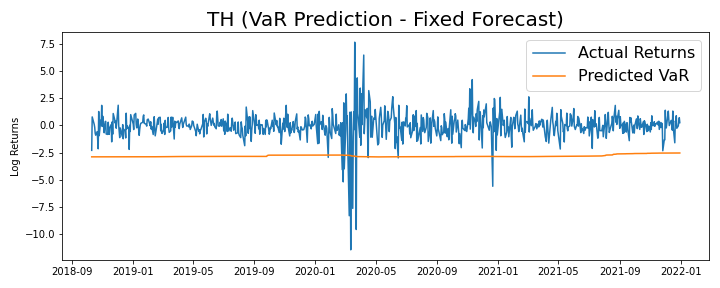 TH (VaR Prediction - Fixed Forecast)
Actual Returns
Predicted VaR
Log Returns
7.5
5.0
2.5
0.0
−2.5
−5.0
−7.5
−10.0
2018-09 2019-01 2019-05 2019-09 2020-01 2020-05 2020-09 2021-01 2021-05 2021-09 2022-01